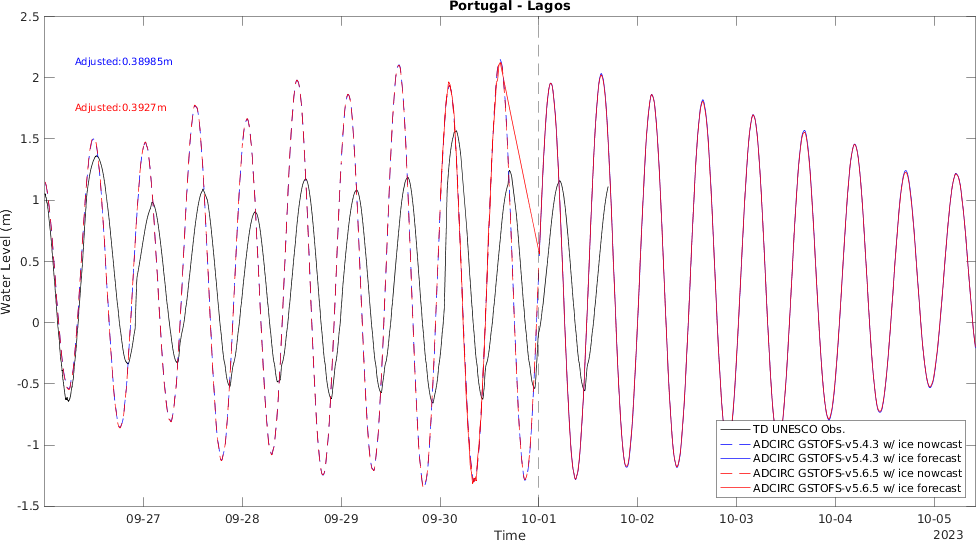 Portugal - Lagos
2.5
2
1.5
1
0.5
0
-0.5
-1
-1.5
Water Level (m)
Adjusted:0.38985m
Adjusted:0.3927m
TD UNESCO Obs.
ADCIRC GSTOFS-v5.4.3 w/ ice nowcast
ADCIRC GSTOFS-v5.4.3 w/ ice forecast
ADCIRC GSTOFS-v5.6.5 w/ ice nowcast
ADCIRC GSTOFS-v5.6.5 w/ ice forecast
09-27 09-28 09-29 09-30 10-01 10-02 10-03 10-04 10-05
Time
2023